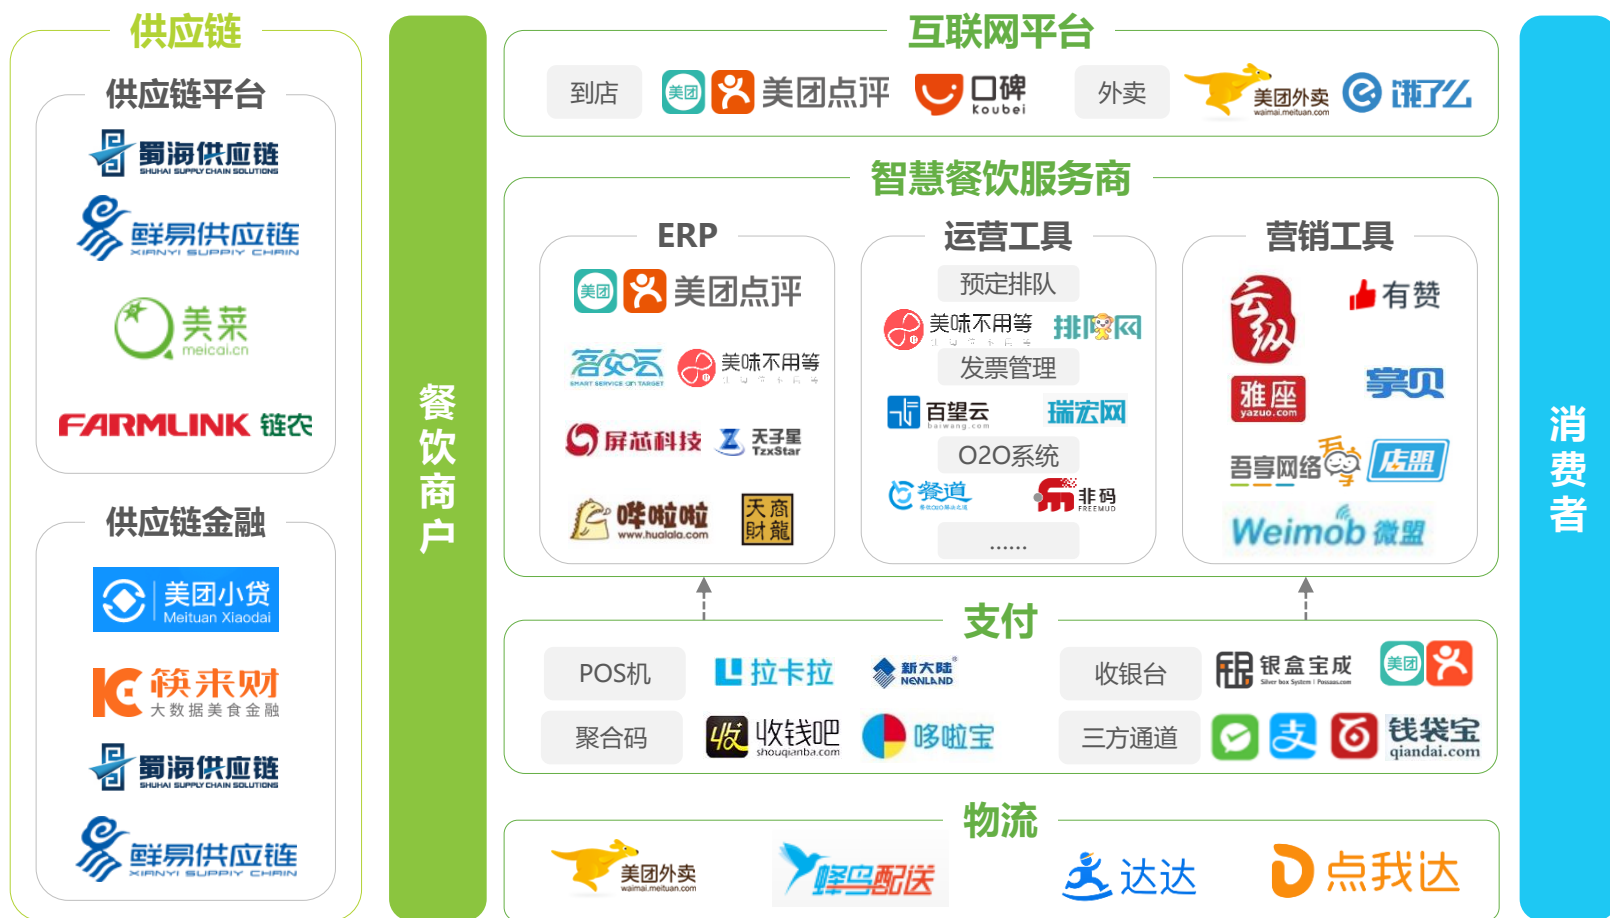 供应链
供应链平台
蜀海供应链
SHUHAI SUPPLY CHAIN SOLUTIONS
鲜易供应链
XIANYI SUPPLY CHAIN
美菜
meicai.cn
FARMLINK 链农
供应链金融
美团小贷
Meituan Xiaodai
筷来财
大数据美食金融
蜀海供应链
SHUHAI SUPPLY CHAIN SOLUTIONS
鲜易供应链
XIANYI SUPPLY CHAIN
餐饮商户
互联网平台
到店
美团
美团点评
口碑
Koubei
外卖
美团外卖
waimai.meituan.com
饿了么
智慧餐饮服务商
ERP
美团
美团点评
客如云
SMART SERVICE ON TARGET
美味不用等
屏芯科技
天子星
TzxStar
哗啦啦
www.hualala.com
天商
财龍
运营工具
预定排队
美味不用等
排队网
发票管理
百望云
baiwang.com
瑞宏网
O2O系统
餐道
非码
FREEMUD
......
营销工具
云纵
有赞
雅座
yazuo.com
掌贝
吾享网络
店盟
Weimob 微盟
支付
POS机
拉卡拉
新大陆®
NEWLAND
收银台
银盒宝成
Silver box System | Possaas.com
美团
聚合码
收
收钱吧
shouqianba.com
哆啦宝
三方通道
支
钱袋宝
qiandai.com
物流
美团外卖
waimai.meituan.com
蜂鸟配送
达达
点我达
消费者